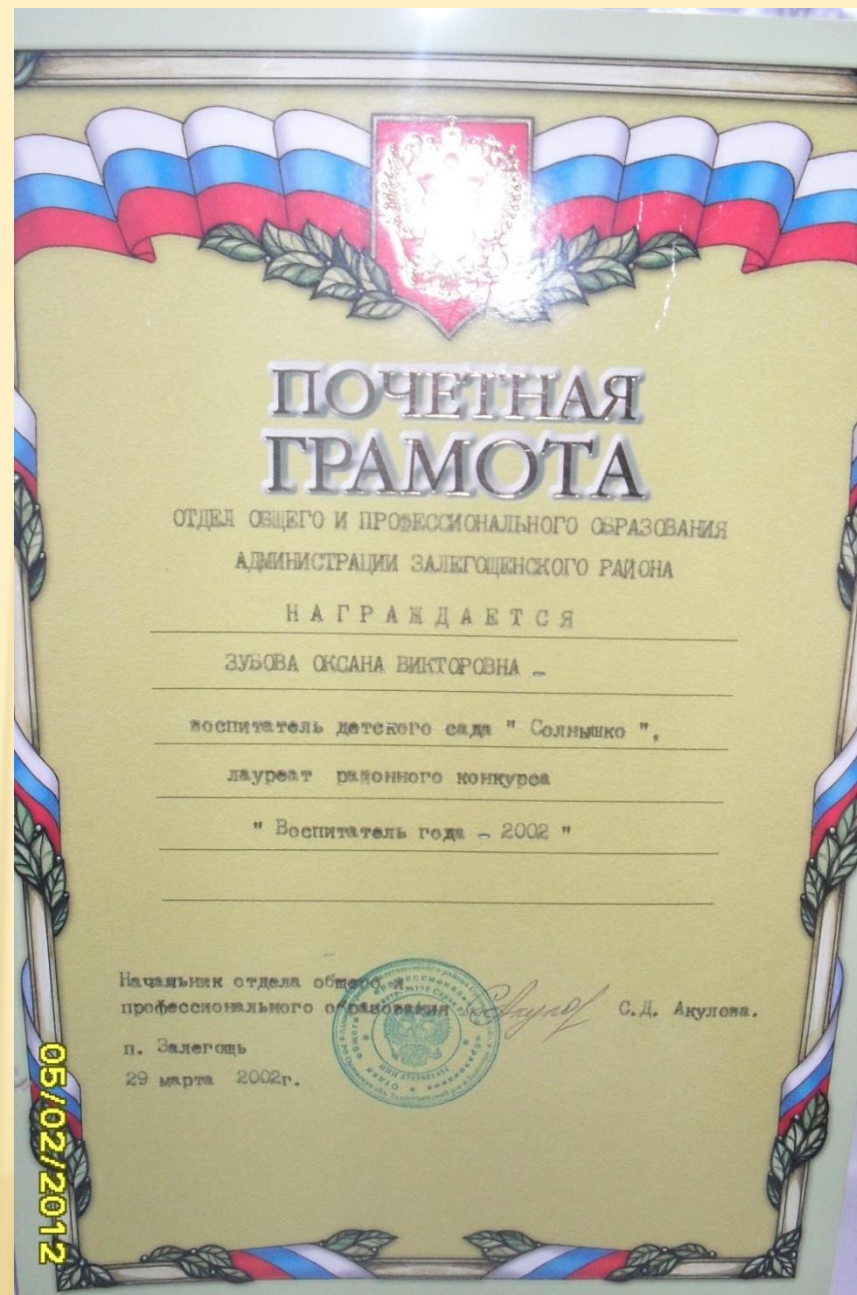 ПОЧЕТНАЯ
ГРАМОТА
ОТДЕЛ ОБЩЕГО И ПРОФЕССИОНАЛЬНОГО ОБРАЗОВАНИЯ
АДМИНИСТРАЦИИ ЗАЛЕГОЩЕНСКОГО РАЙОНА
НАГРАЖДАЕТСЯ
ЗУБОВА ОКСАНА ВИКТОРОВНА -
воспитатель детского сада " Солнышко ",
лауреат районного конкурса
" Воспитатель года - 2002 "
Начальник отдела общего и
профессионального образования С.Д. Акулова.
п. Залегощь
29 марта 2002г.
05/02/2012